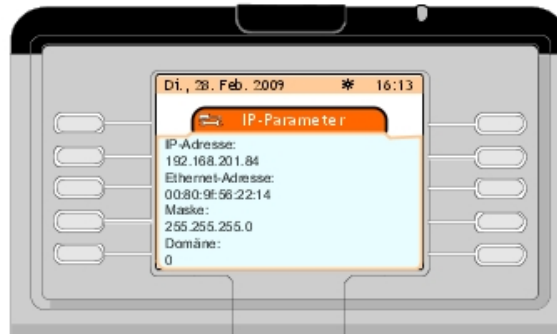 Di., 28. Feb. 2009 16:13
IP-Parameter
IP-Adresse:
192.168.201.84
Ethernet-Adresse:
00:80:9f:56:22:14
Maske:
255.255.255.0
Domäne:
0